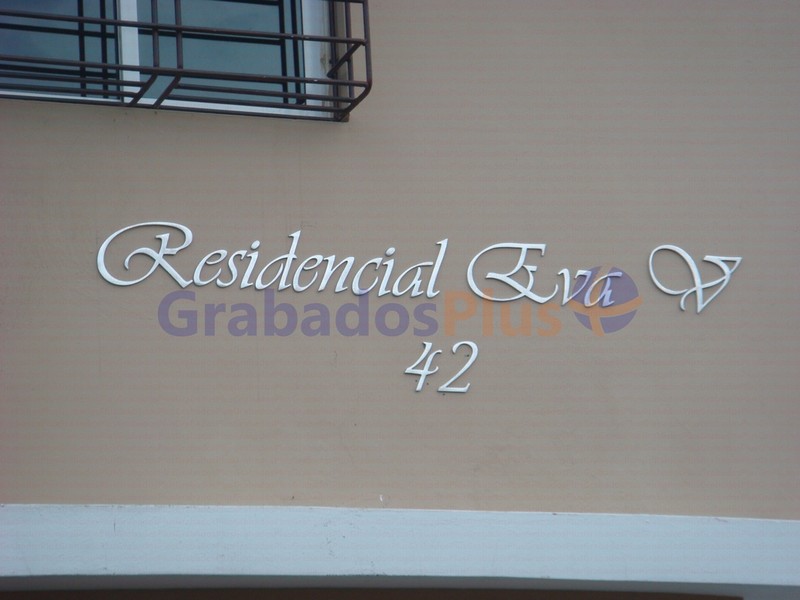 Residencial Eva V
GrabadosPlus
42